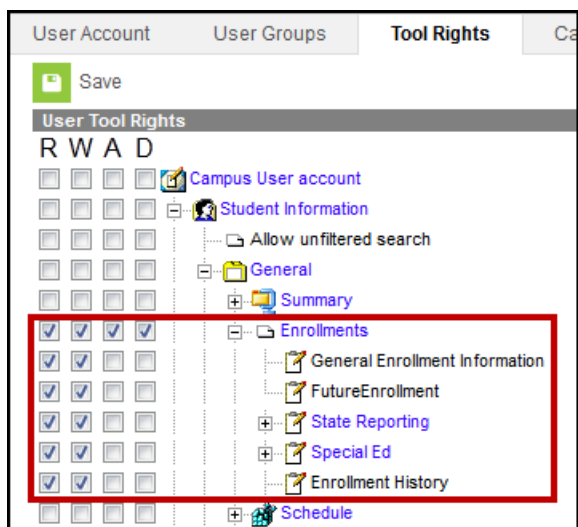 User Account User Groups Tool Rights Ca
Save
User Tool Rights
R W A D
Campus User account
Student Information
Allow unfiltered search
General
Summary
Enrollments
General Enrollment Information
FutureEnrollment
State Reporting
Special Ed
Enrollment History
Schedule